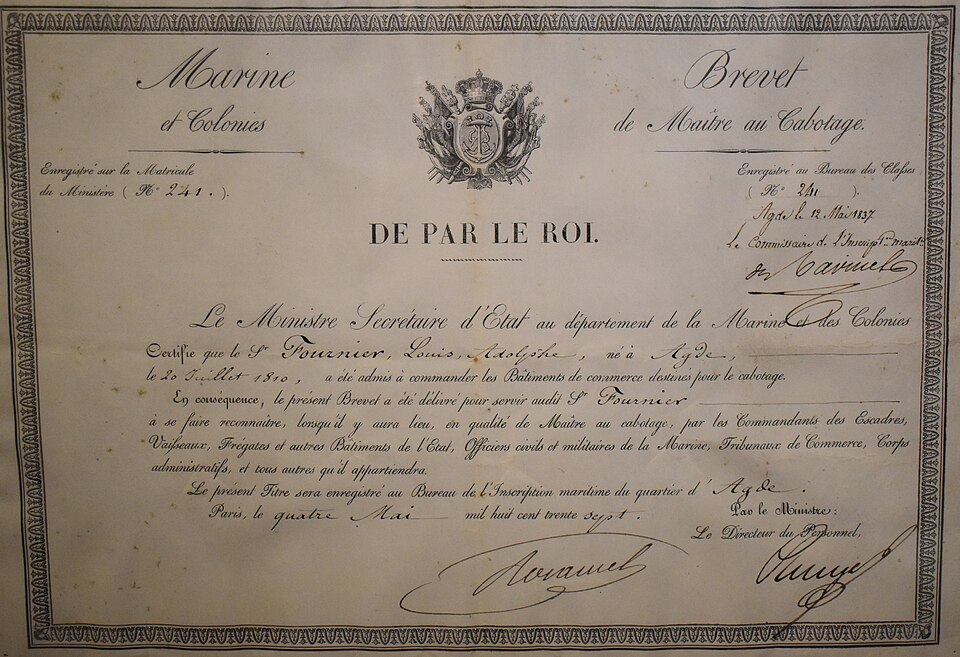 Marine
et Colonies
Enregistré sur la Matricule
du Ministère ( N° 241. ).
Brevet
de Maître au Cabotage.
Enregistré au Bureau des Classes
( N° 241 ).
Agde le 12 Mai 1837
Le Commissaire de l'Inscript.on marit.e
DE PAR LE ROI.
Le Ministre Secrétaire d'Etat au département de la Marine et des Colonies
Certifie que le Sr Fournier, Louis, Adolphe, né à Agde,
le 20 Juillet 1810, a été admis à commander les Bâtiments de commerce destinés pour le cabotage.
En conséquence, le présent Brevet a été délivré pour servir audit Sr Fournier
à se faire reconnaître, lorsqu'il y aura lieu, en qualité de Maître au cabotage, par les Commandants des Escadres,
Vaisseaux, Frégates et autres Bâtiments de l'Etat, Officiers civils et militaires de la Marine, Tribunaux de Commerce, Corps
administratifs, et tous autres qu'il appartiendra.
Le présent Titre sera enregistré au Bureau de l'Inscription maritime du quartier d' Agde.
Paris, le quatre Mai mil huit cent trente sept.
Par le Ministre:
Le Directeur du Personnel,
Rosamel